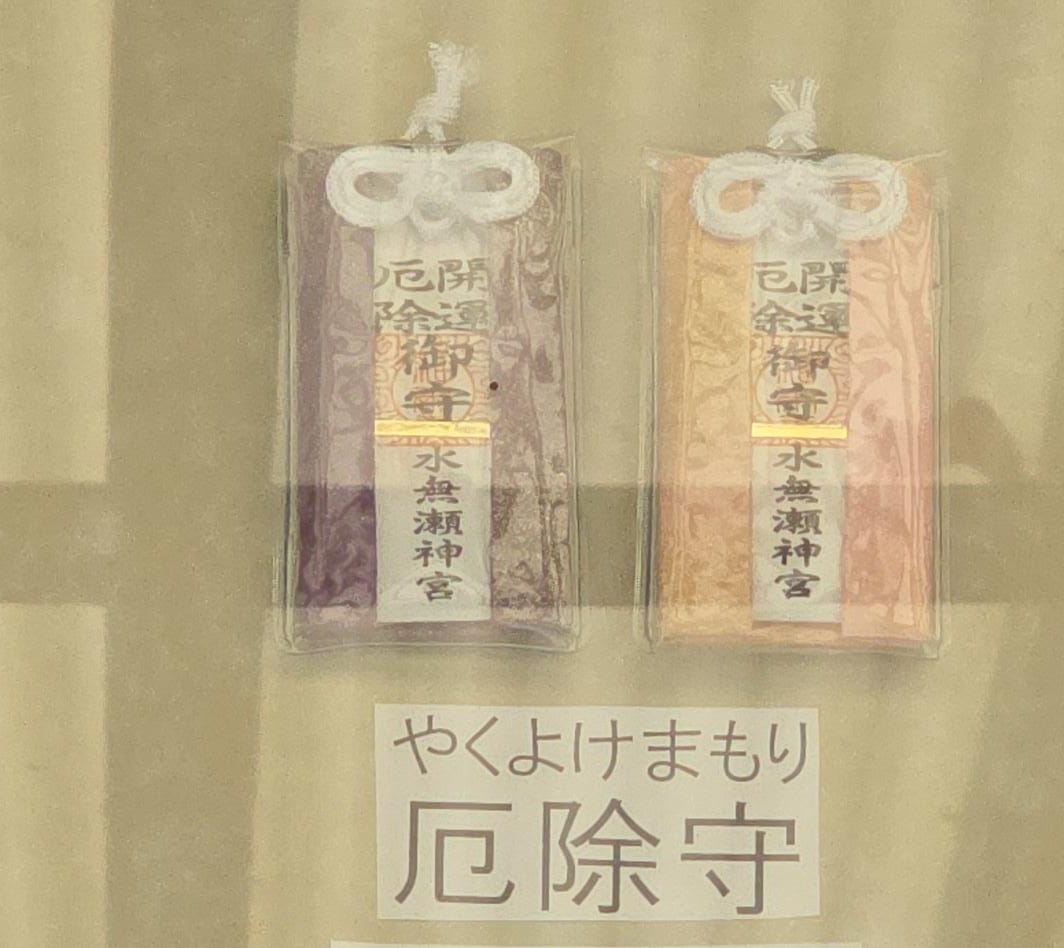 開運
厄除
御守
水無瀬神宮
開運
厄除
御守
水無瀬神宮
やくよけまもり
厄除守